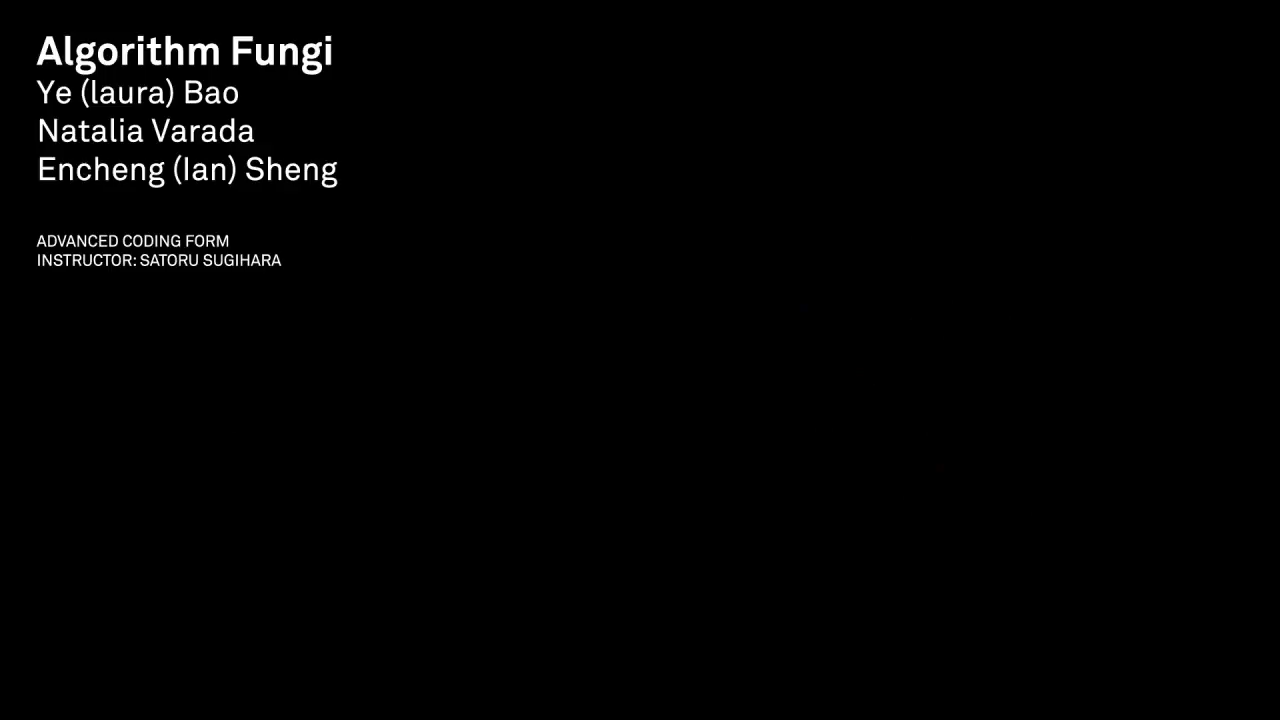 Algorithm Fungi
Ye (laura) Bao
Natalia Varada
Encheng (Ian) Sheng
ADVANCED CODING FORM
INSTRUCTOR: SATORU SUGIHARA